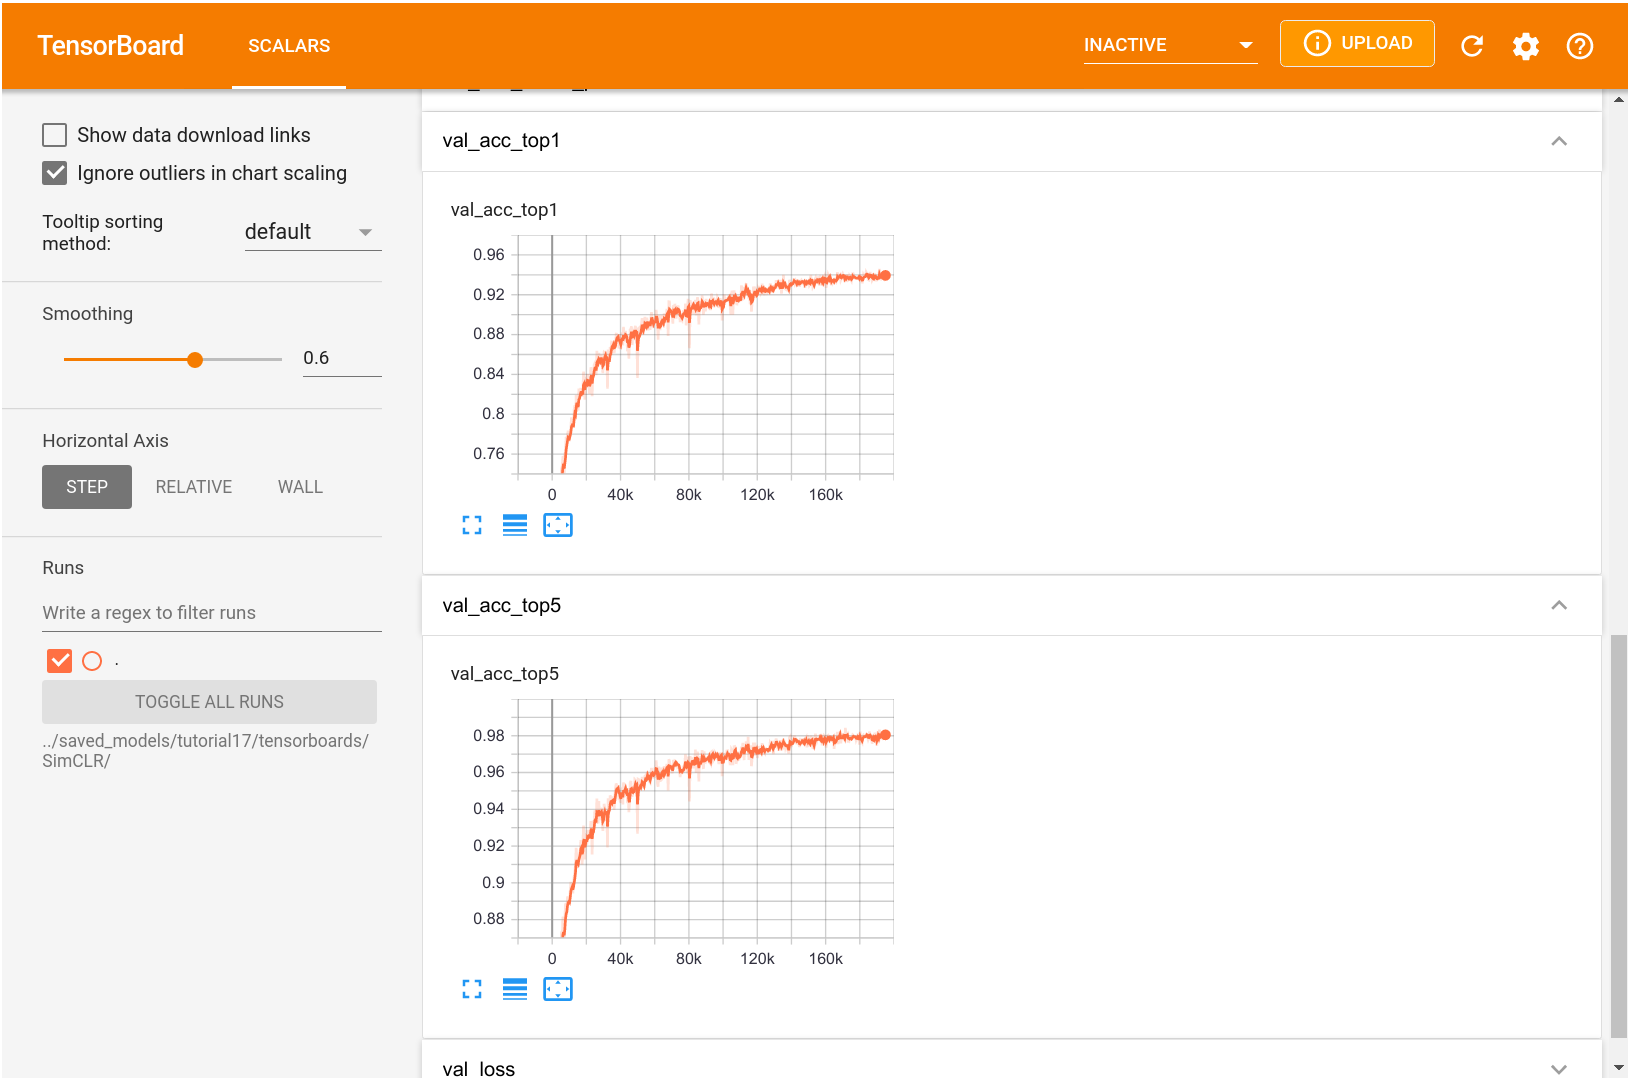 TensorBoard
SCALARS
INACTIVE
UPLOAD
Show data download links
Ignore outliers in chart scaling
Tooltip sorting
method:
default
Smoothing
0.6
Horizontal Axis
STEP
RELATIVE
WALL
Runs
Write a regex to filter runs
.
TOGGLE ALL RUNS
../saved_models/tutorial17/tensorboards/
SimCLR/
val_acc_top1
val_acc_top1
0.96
0.92
0.88
0.84
0.8
0.76
0 40k 80k 120k 160k
val_acc_top5
val_acc_top5
0.98
0.96
0.94
0.92
0.9
0.88
0 40k 80k 120k 160k
val_loss